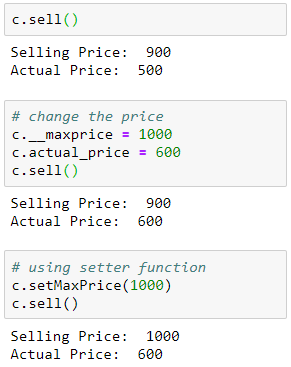 c.sell()
Selling Price:  900
Actual Price:  500
# change the price
c.__maxprice = 1000
c.actual_price = 600
c.sell()
Selling Price:  900
Actual Price:  600
# using setter function
c.setMaxPrice(1000)
c.sell()
Selling Price:  1000
Actual Price:  600